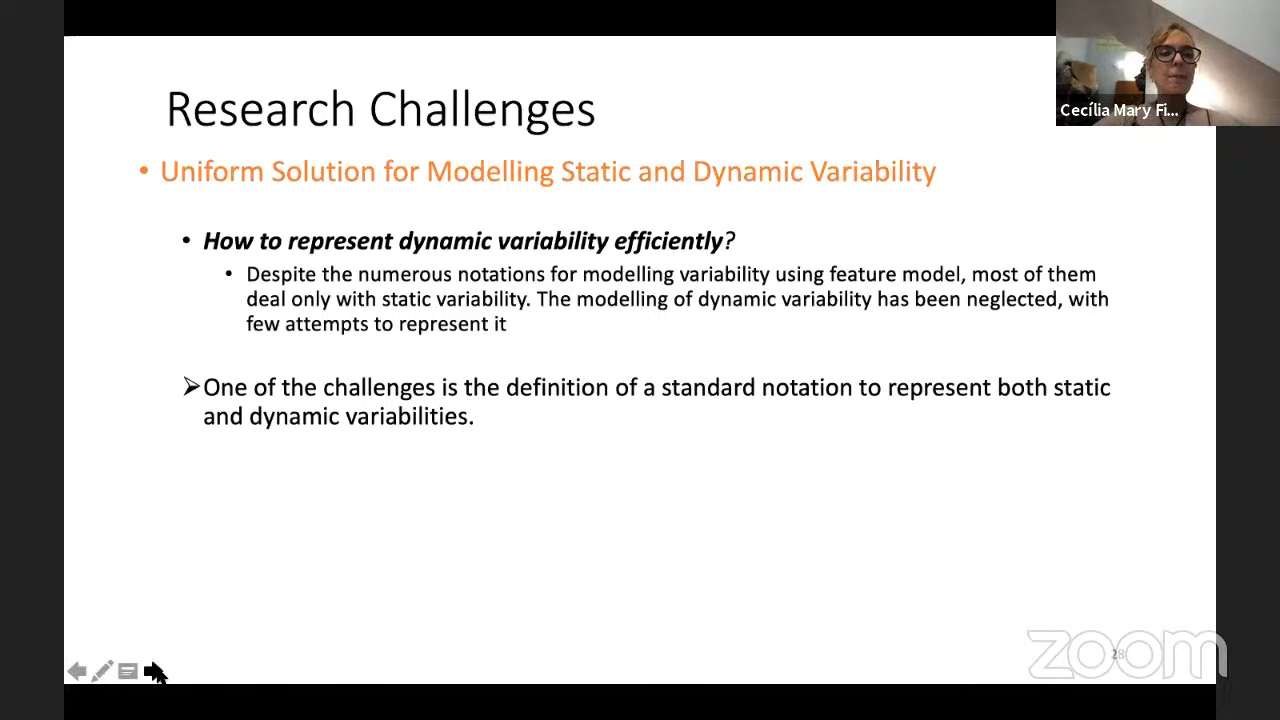 Research Challenges
Cecília Mary Fi...
• Uniform Solution for Modelling Static and Dynamic Variability
• How to represent dynamic variability efficiently?
• Despite the numerous notations for modelling variability using feature model, most of them
deal only with static variability. The modelling of dynamic variability has been neglected, with
few attempts to represent it
➢One of the challenges is the definition of a standard notation to represent both static
and dynamic variabilities.
28
zoom